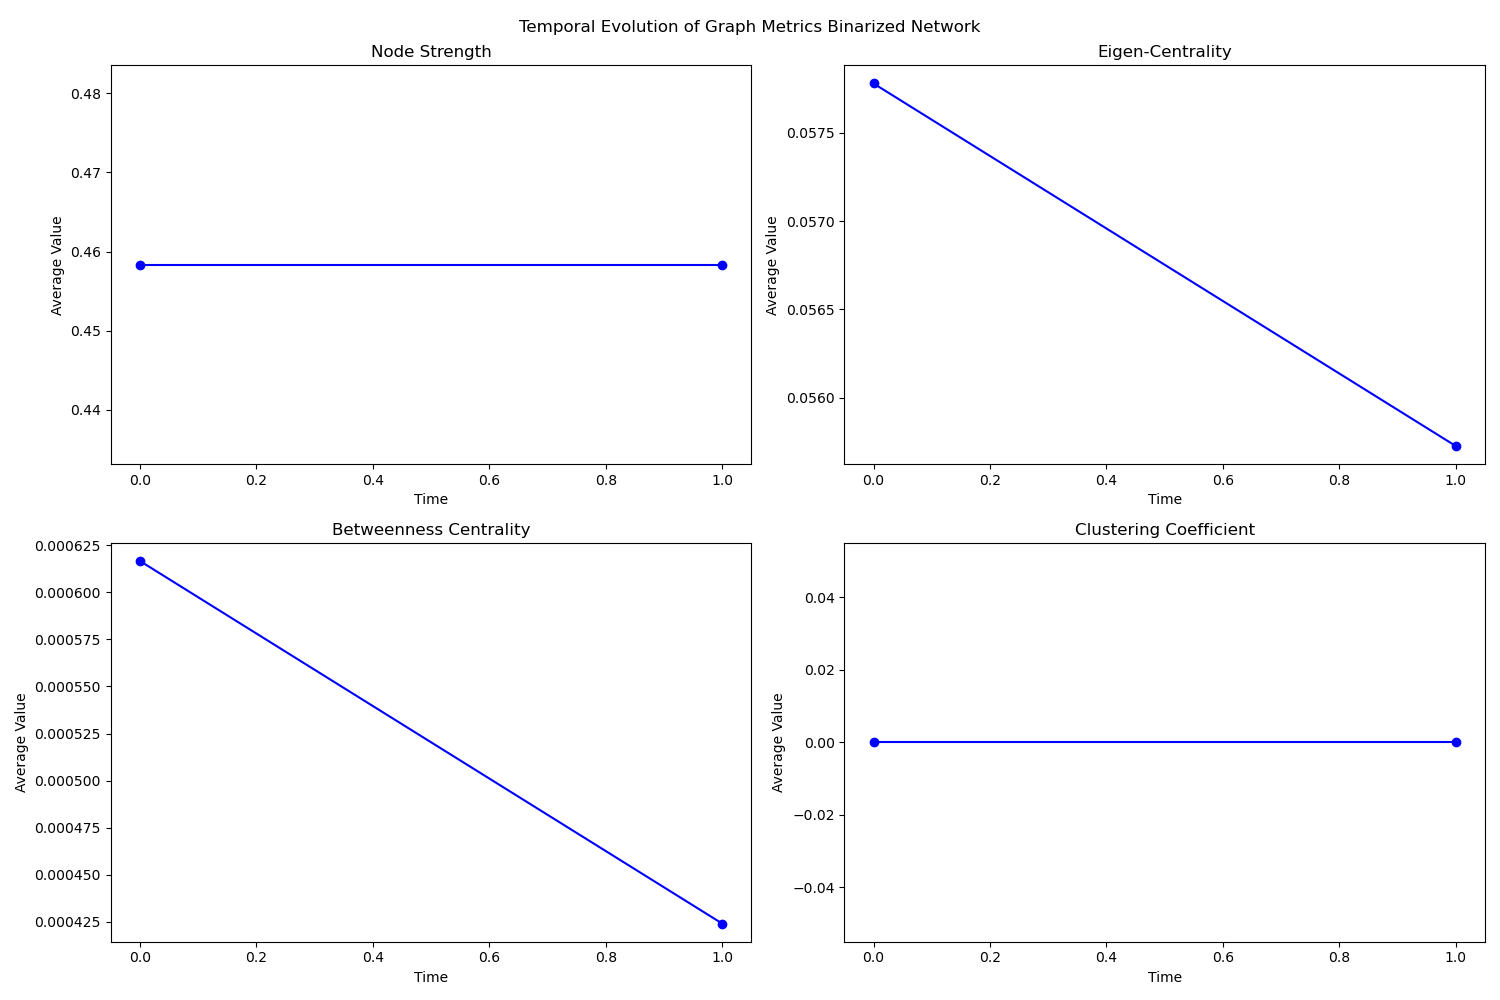 Temporal Evolution of Graph Metrics Binarized Network
Node Strength
0.48
0.47
0.46
0.45
0.44
Average Value
0.0 0.2 0.4 0.6 0.8 1.0
Time
Eigen-Centrality
0.0575
0.0570
0.0565
0.0560
Average Value
0.0 0.2 0.4 0.6 0.8 1.0
Time
Betweenness Centrality
0.000625
0.000600
0.000575
0.000550
0.000525
0.000500
0.000475
0.000450
0.000425
Average Value
0.0 0.2 0.4 0.6 0.8 1.0
Time
Clustering Coefficient
0.04
0.02
0.00
−0.02
−0.04
Average Value
0.0 0.2 0.4 0.6 0.8 1.0
Time